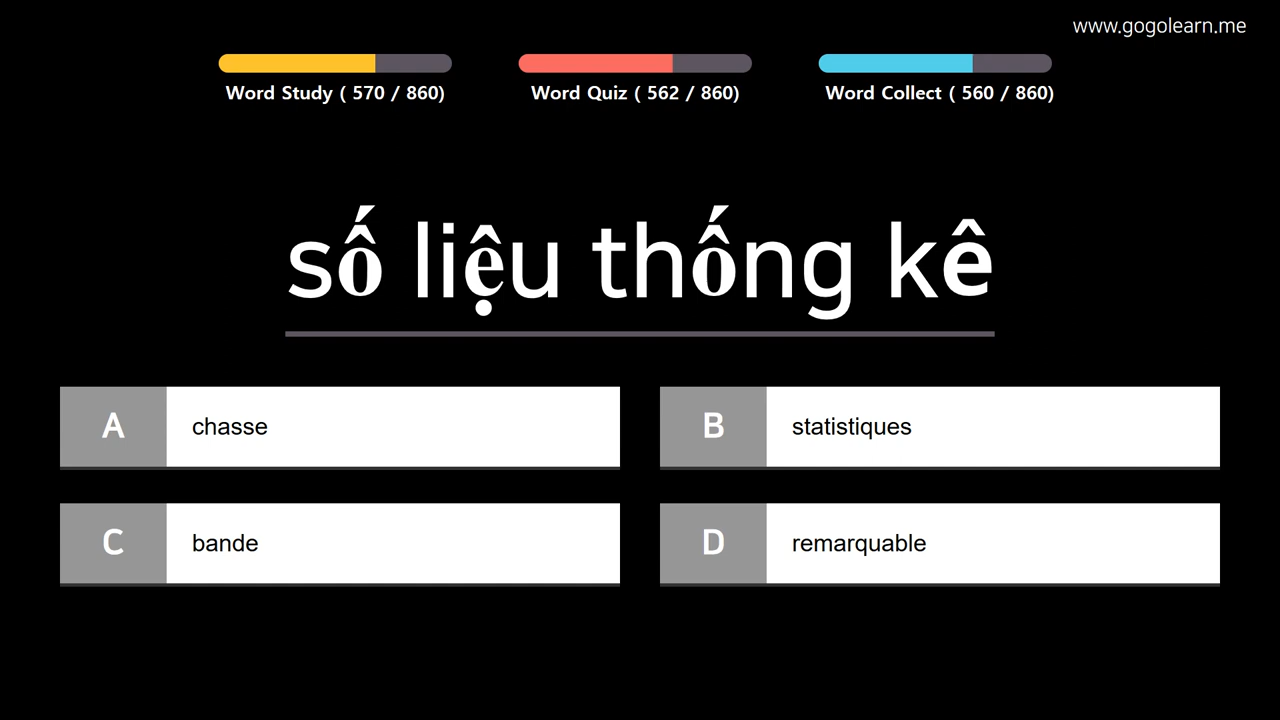 www.gogolearn.me
Word Study ( 570 / 860)
Word Quiz ( 562 / 860)
Word Collect ( 560 / 860)
số liệu thống kê
A chasse
B statistiques
C bande
D remarquable